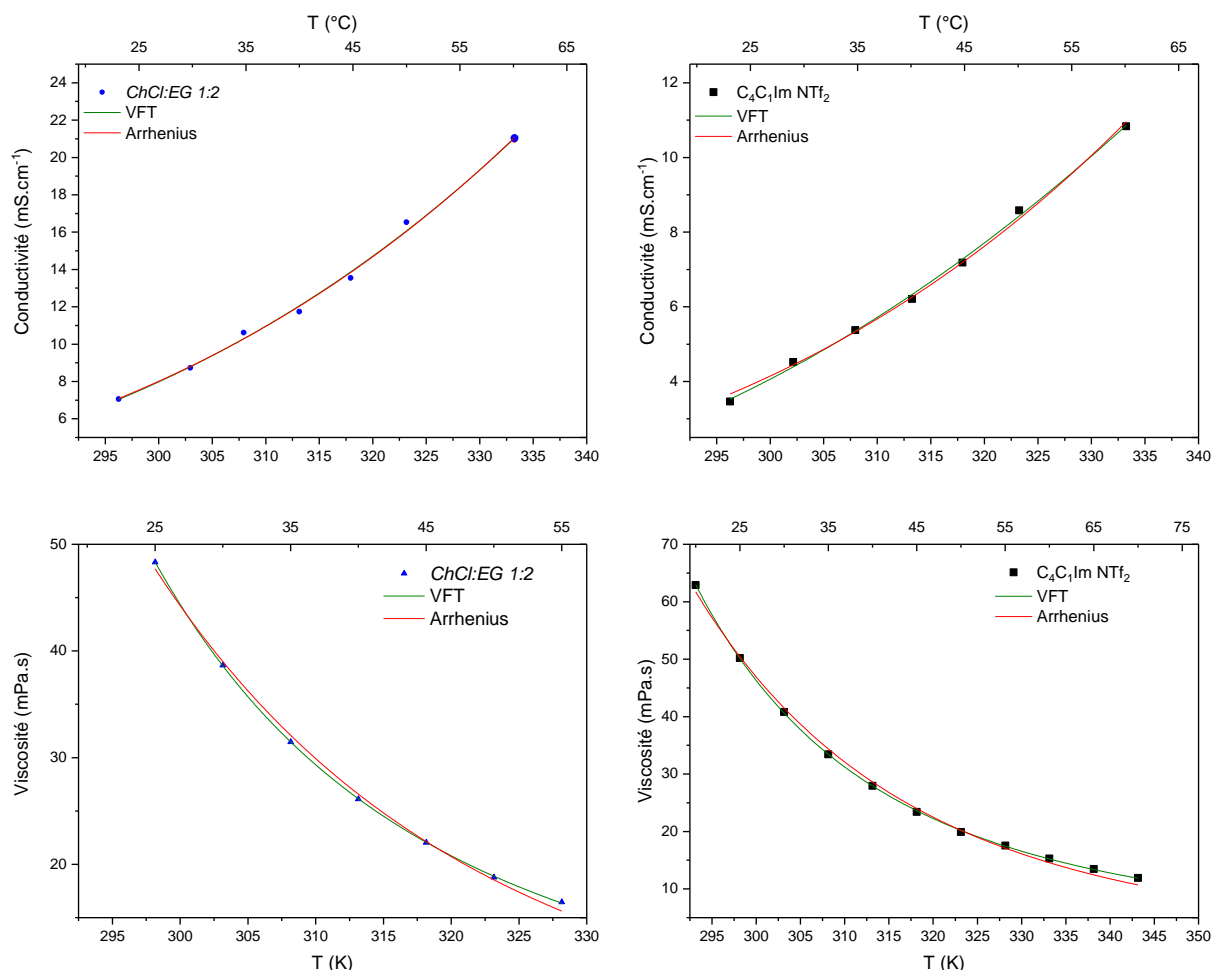 T (°C)
25 30 35 40 45 50 55 60 65
24
22
20
18
16
14
12
10
8
6
Conductivité (mS.cm⁻¹)
ChCl:EG 1:2
VFT
Arrhenius
295 300 305 310 315 320 325 330 335 340
T (°C)
25 35 45 55 65
12
10
8
6
4
Conductivité (mS.cm⁻¹)
C₄C₁Im NTf₂
VFT
Arrhenius
295 300 305 310 315 320 325 330 335 340
25 35 45 55
50
40
30
20
Viscosité (mPa.s)
ChCl:EG 1:2
VFT
Arrhenius
295 300 305 310 315 320 325 330
T (K)
25 35 45 55 65 75
70
60
50
40
30
20
10
Viscosité (mPa.s)
C₄C₁Im NTf₂
VFT
Arrhenius
295 300 305 310 315 320 325 330 335 340 345 350
T (K)